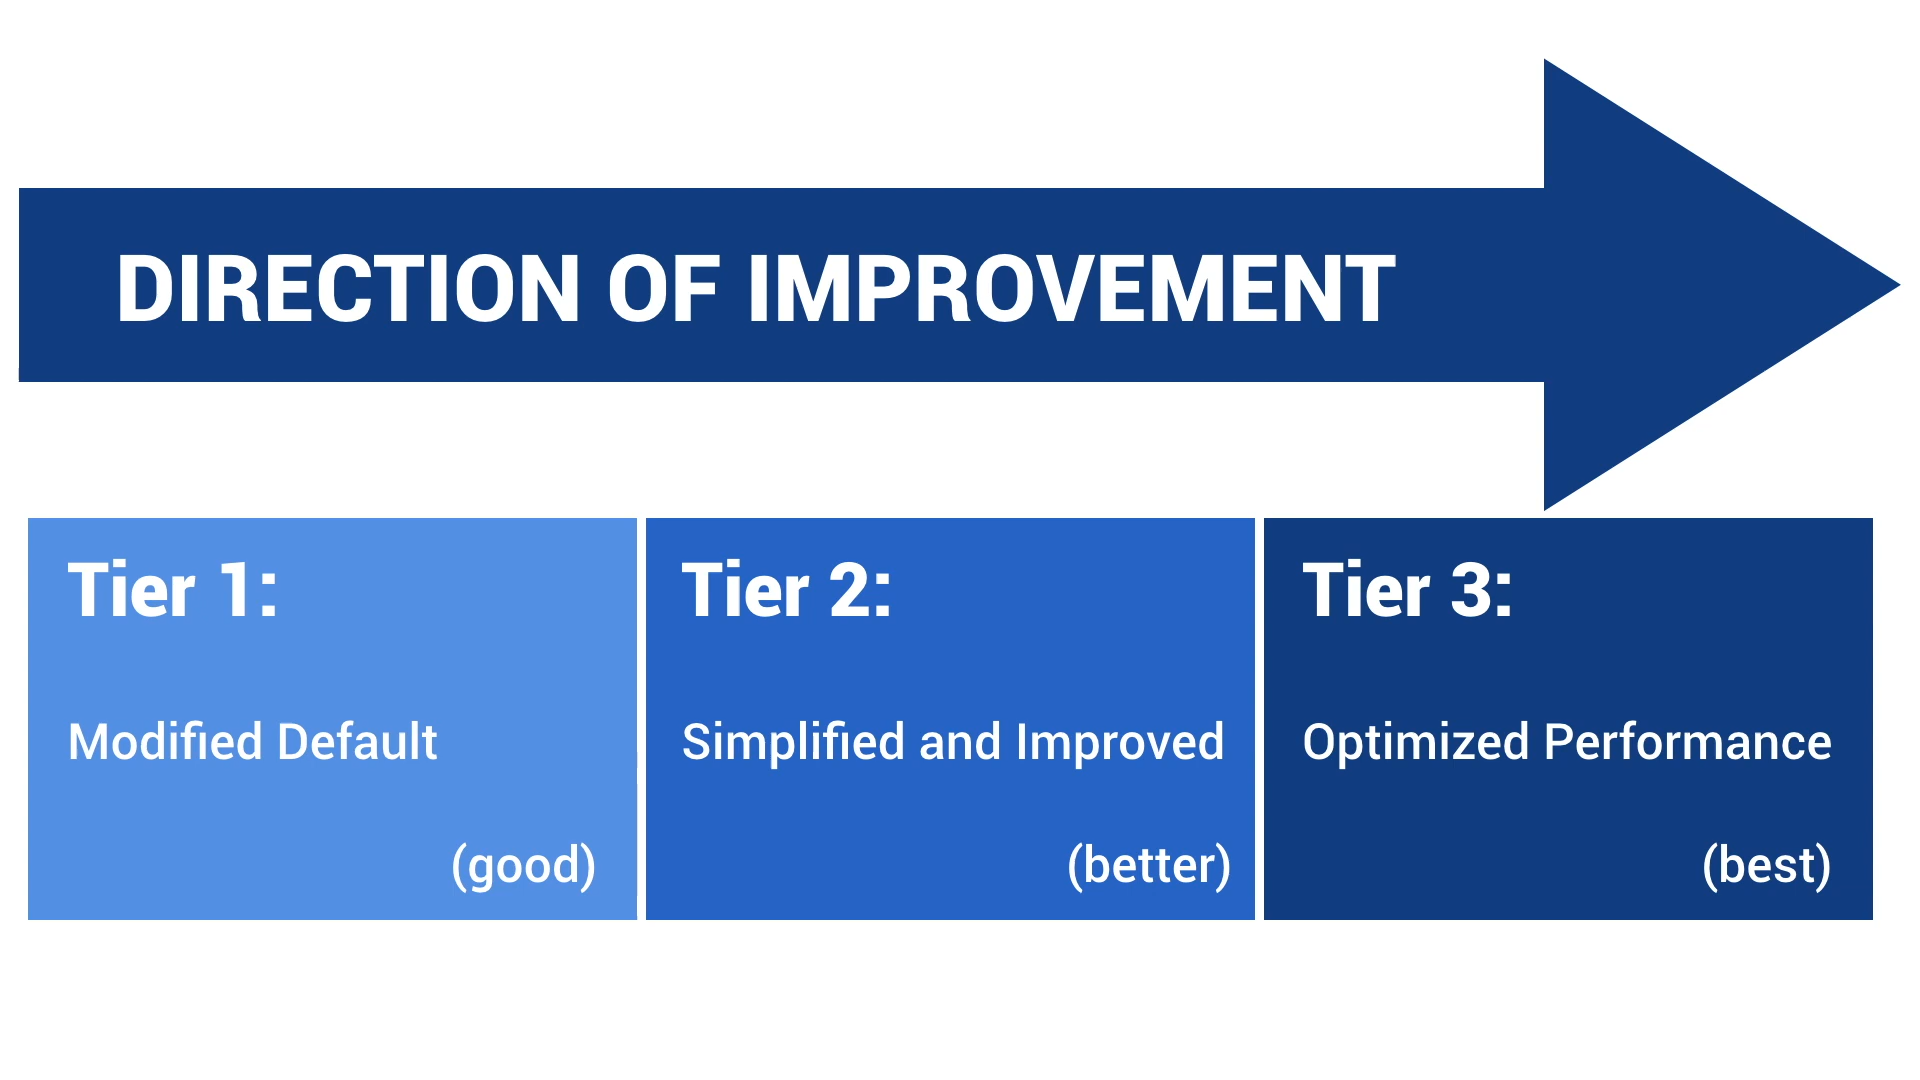 DIRECTION OF IMPROVEMENT
Tier 1:
Modified Default
(good)
Tier 2:
Simplified and Improved
(better)
Tier 3:
Optimized Performance
(best)